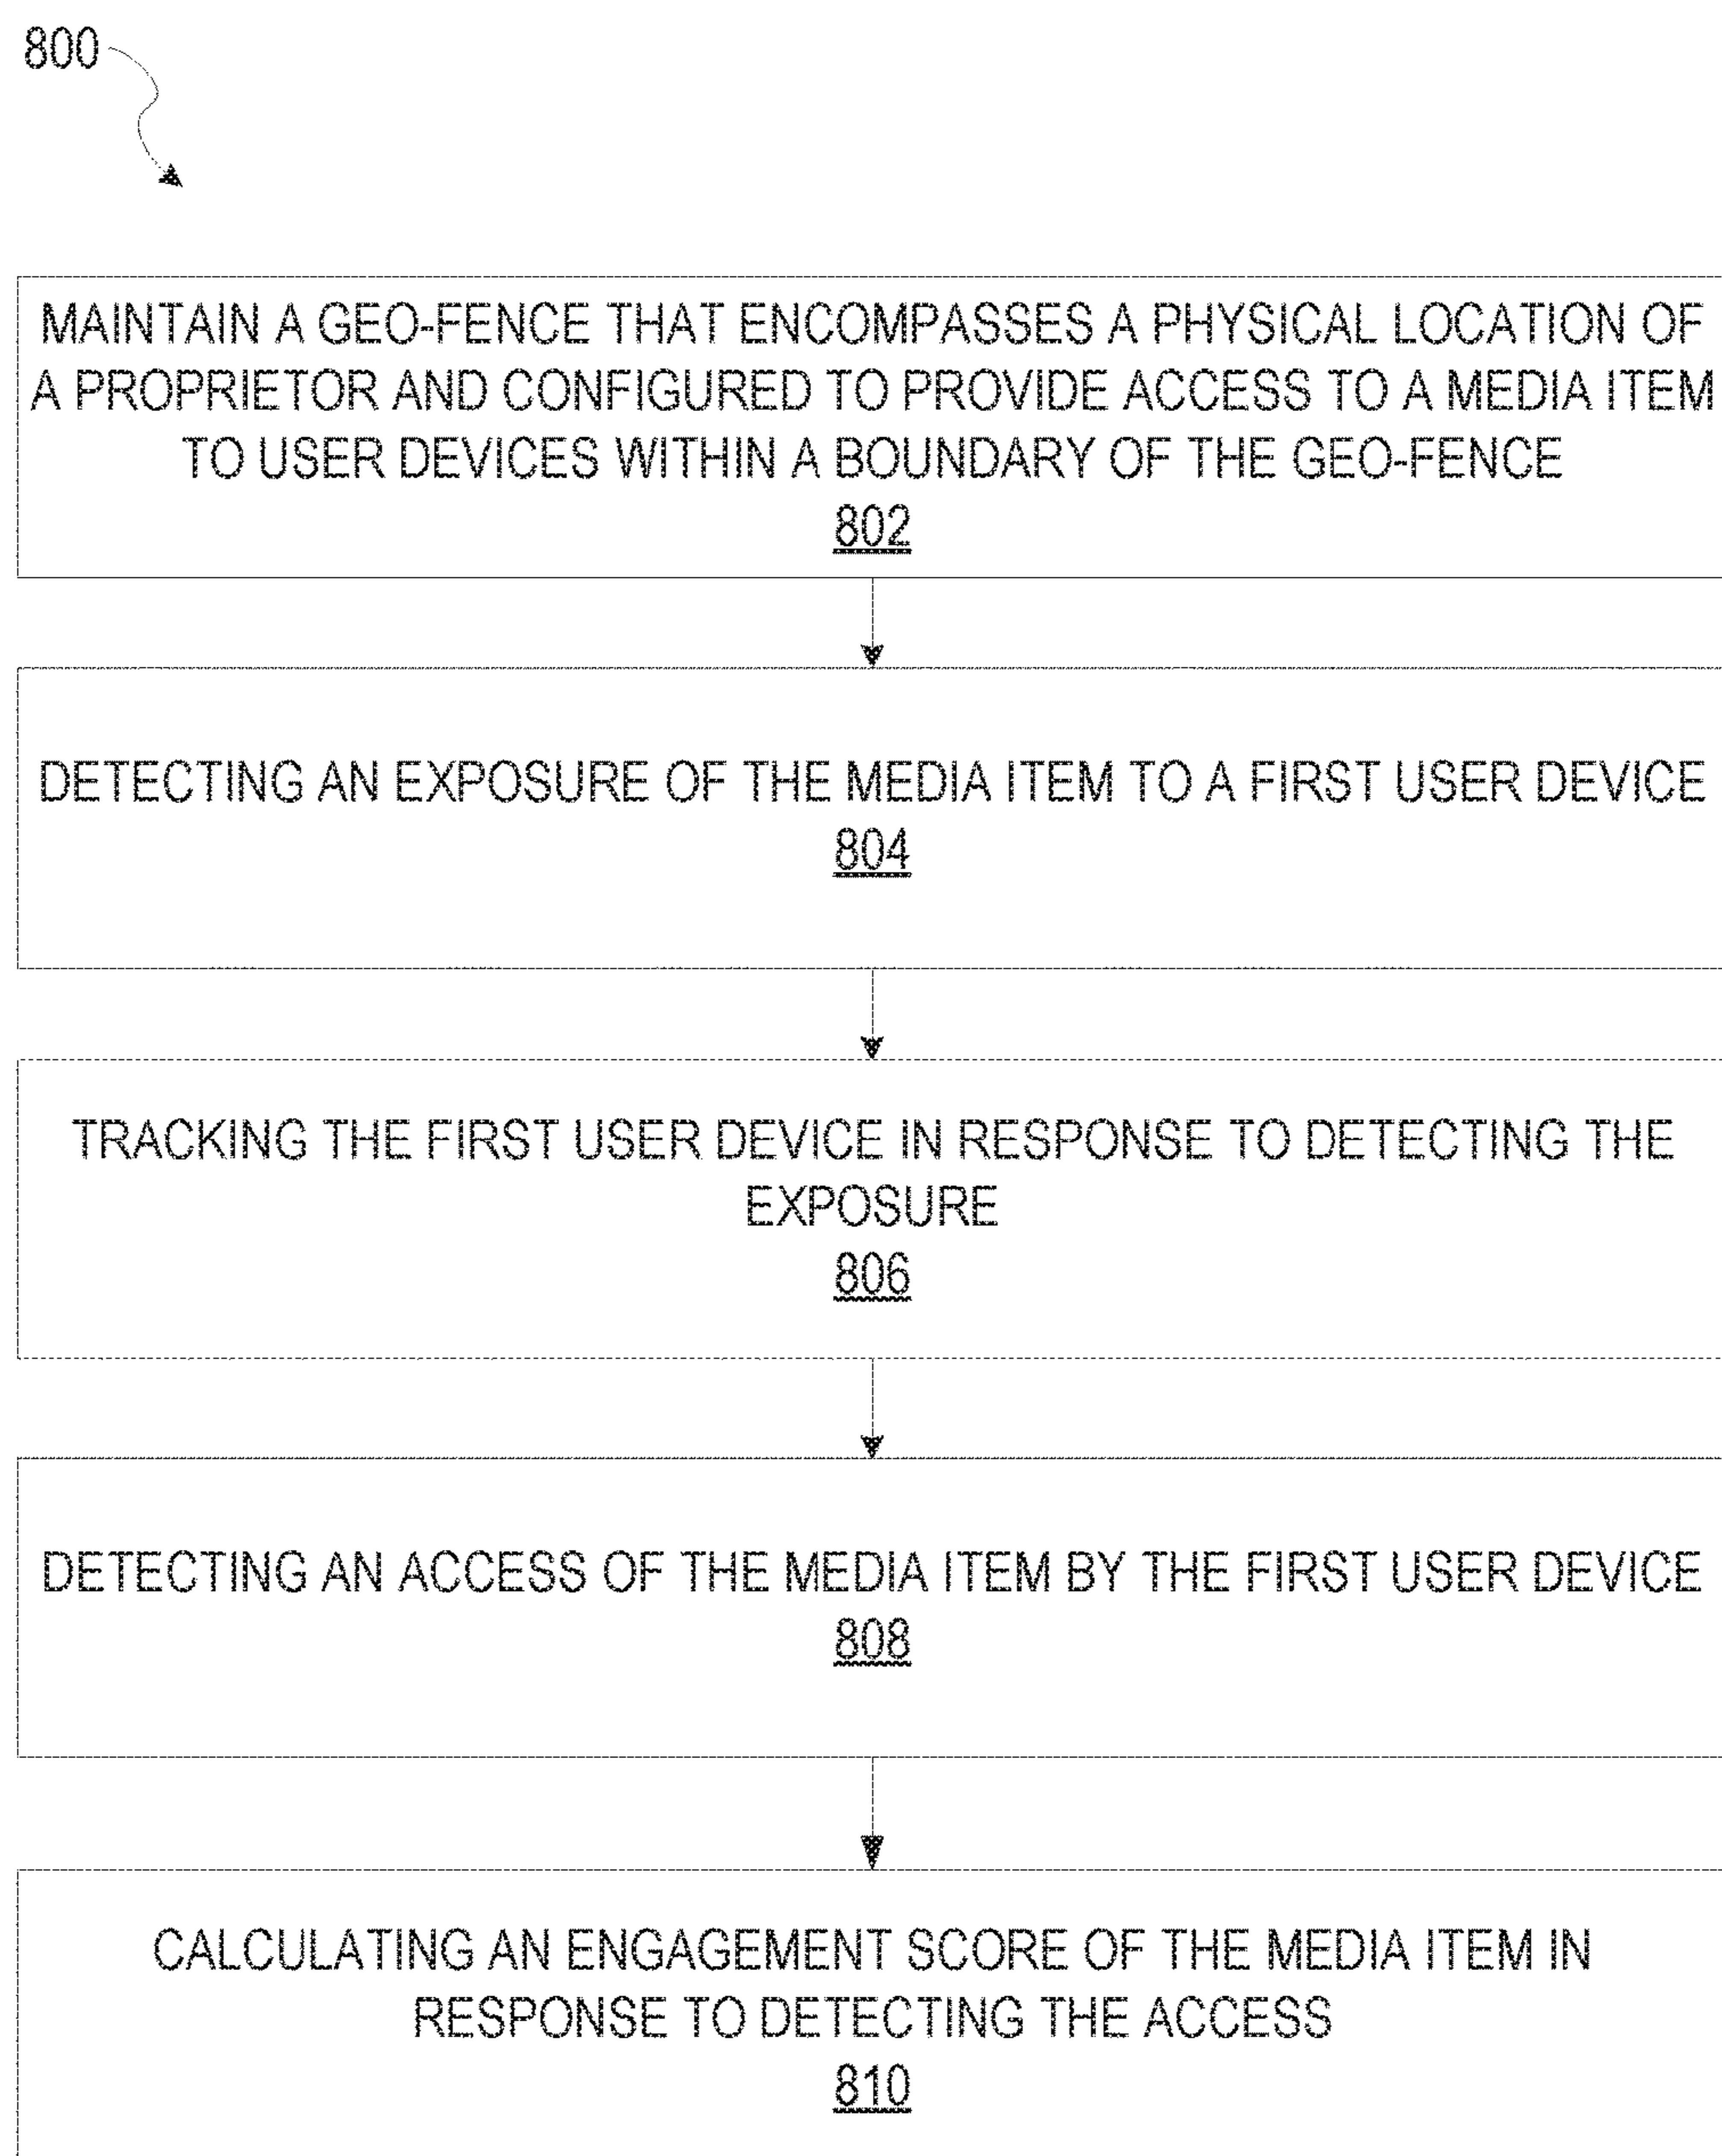 800
MAINTAIN A GEO-FENCE THAT ENCOMPASSES A PHYSICAL LOCATION OF
A PROPRIETOR AND CONFIGURED TO PROVIDE ACCESS TO A MEDIA ITEM
TO USER DEVICES WITHIN A BOUNDARY OF THE GEO-FENCE
802
DETECTING AN EXPOSURE OF THE MEDIA ITEM TO A FIRST USER DEVICE
804
TRACKING THE FIRST USER DEVICE IN RESPONSE TO DETECTING THE
EXPOSURE
806
DETECTING AN ACCESS OF THE MEDIA ITEM BY THE FIRST USER DEVICE
808
CALCULATING AN ENGAGEMENT SCORE OF THE MEDIA ITEM IN
RESPONSE TO DETECTING THE ACCESS
810